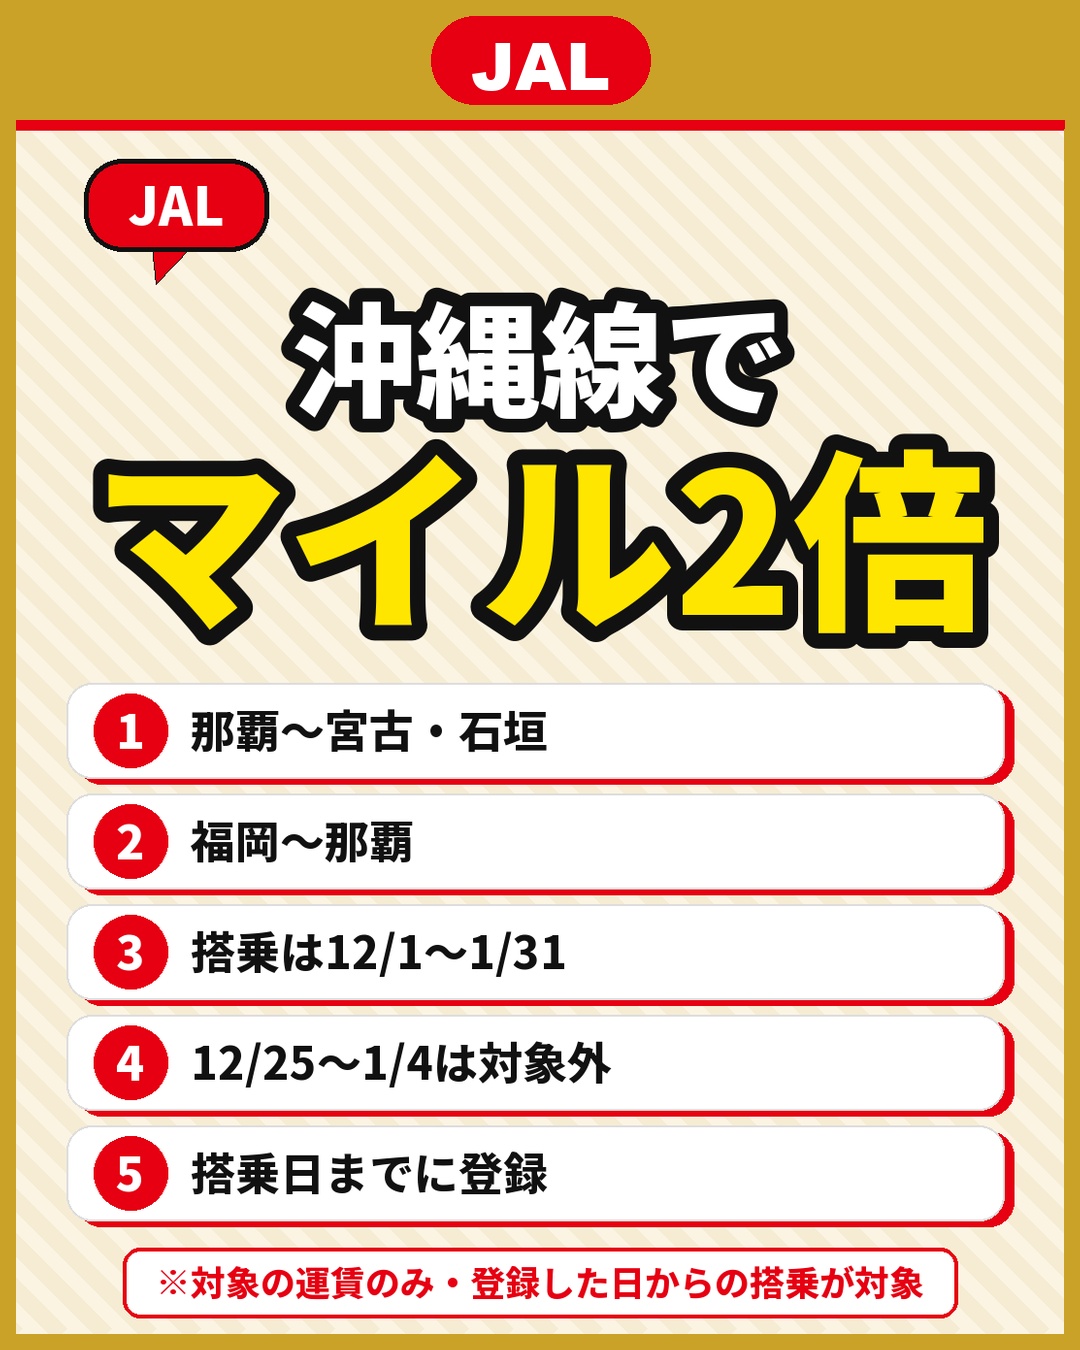 JAL
JAL
沖縄線で
マイル2倍
1 那覇〜宮古・石垣
2 福岡〜那覇
3 搭乗は12/1〜1/31
4 12/25〜1/4は対象外
5 搭乗日までに登録
※対象の運賃のみ・登録した日からの搭乗が対象